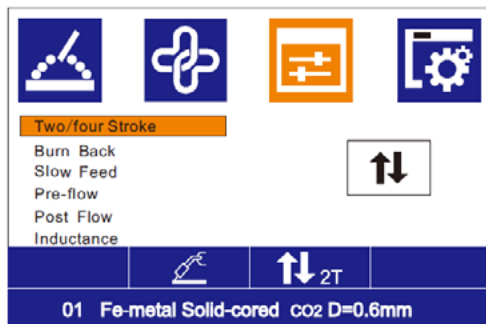 Two/four Stroke
Burn Back
Slow Feed
Pre-flow
Post Flow
Inductance
2T
01 Fe-metal Solid-cored CO2 D=0.6mm